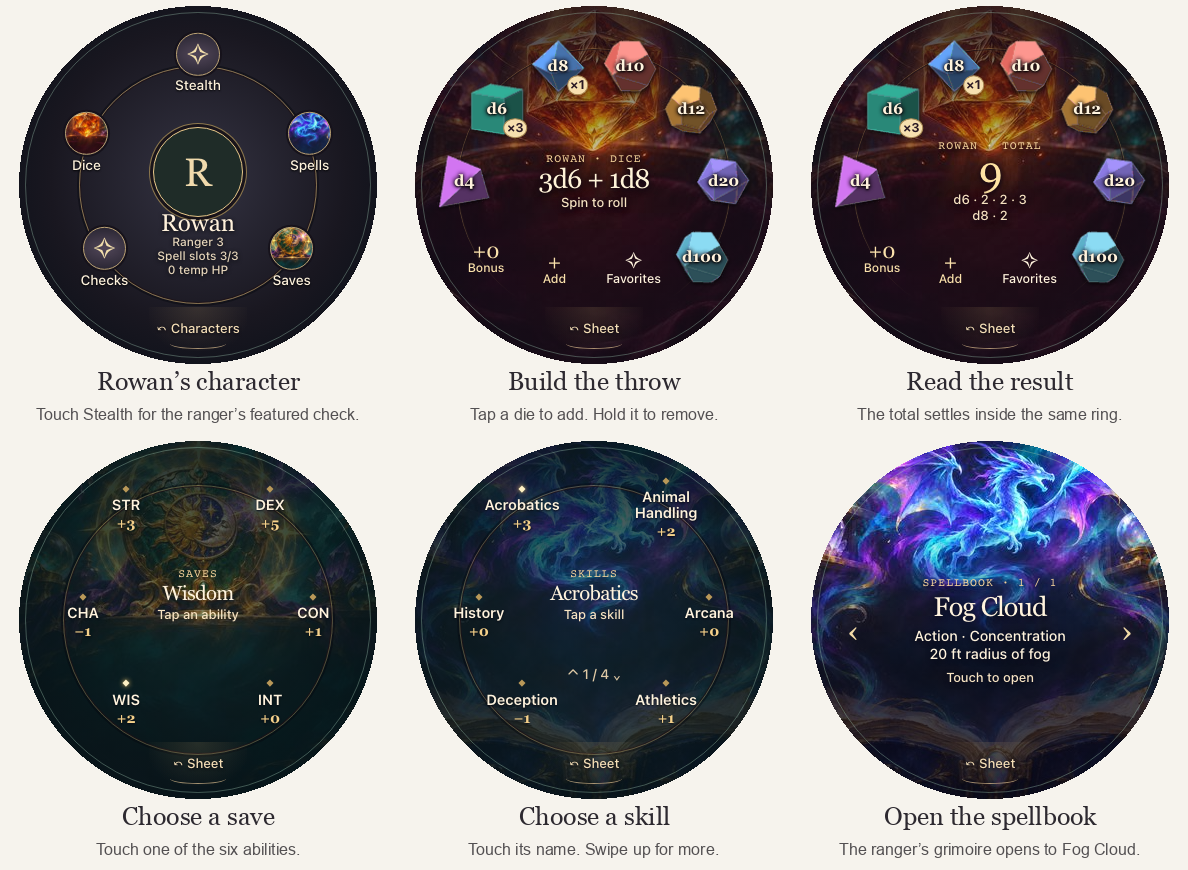 Stealth
Dice
Spells
R
Rowan
Ranger 3
Spell slots 3/3
0 temp HP
Checks
Saves
⤺ Characters
Rowan’s character
Touch Stealth for the ranger’s featured check.
d8
d10
×1
d6
d12
×3
ROWAN · DICE
3d6 + 1d8
Spin to roll
d4
d20
+0
Bonus
+
Add
Favorites
d100
⤺ Sheet
Build the throw
Tap a die to add. Hold it to remove.
d8
d10
×1
d6
d12
×3
ROWAN TOTAL
9
d6 · 2 · 2 · 3
d8 · 2
d4
d20
+0
Bonus
+
Add
Favorites
d100
⤺ Sheet
Read the result
The total settles inside the same ring.
STR
+3
DEX
+5
SAVES
Wisdom
Tap an ability
CHA
−1
CON
+1
WIS
+2
INT
+0
⤺ Sheet
Choose a save
Touch one of the six abilities.
Acrobatics
+3
Animal
Handling
+2
SKILLS
Acrobatics
Tap a skill
History
+0
Arcana
+0
1 / 4
Deception
−1
Athletics
+1
⤺ Sheet
Choose a skill
Touch its name. Swipe up for more.
SPELLBOOK · 1 / 1
Fog Cloud
Action · Concentration
20 ft radius of fog
‹ ›
Touch to open
⤺ Sheet
Open the spellbook
The ranger’s grimoire opens to Fog Cloud.